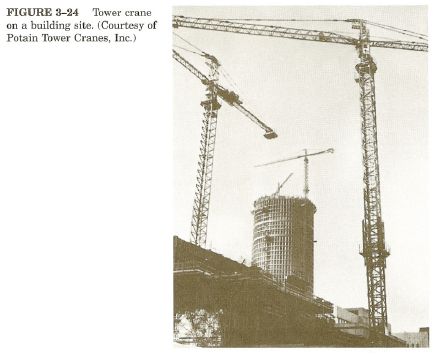 FIGURE 3–24 Tower crane
on a building site. (Courtesy of
Potain Tower Cranes, Inc.)